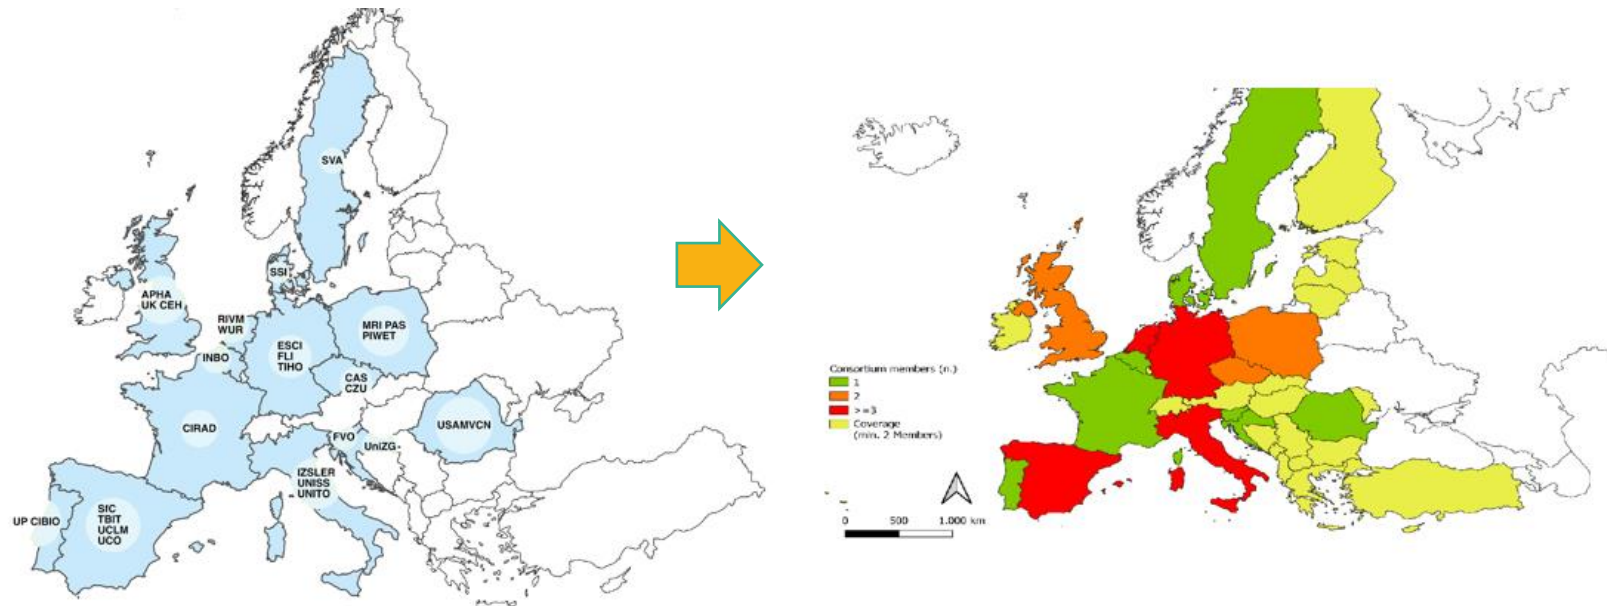 SVA
SSI
APHA
UK CEH
RIVM
WUR
INBO
ESCI
FLI
TIHO
MRI PAS
PIWET
CAS
CZU
CIRAD
USAMVCN
FVO
UniZG
IZSLER
UNISS
UNITO
UP CIBIO
SIC
TBIT
UCLM
UCO
Consortium members (n.)
1
2
>=3
Coverage
(min. 2 Members)
0 500 1.000 km